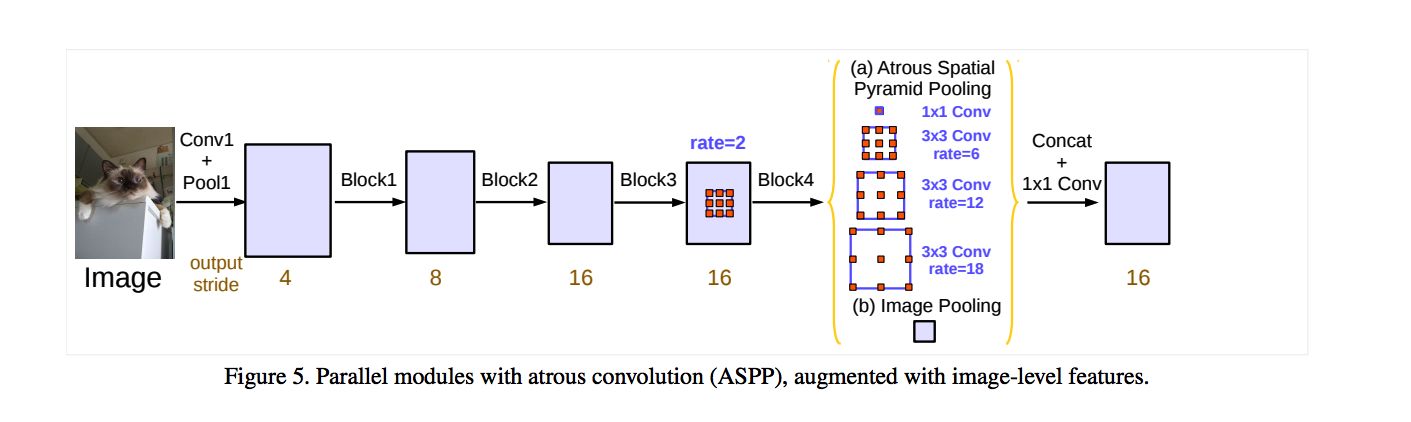 (a) Atrous Spatial
Pyramid Pooling
1x1 Conv
3x3 Conv
rate=6
3x3 Conv
rate=12
3x3 Conv
rate=18
(b) Image Pooling
Conv1
+
Pool1
Block1
Block2
Block3
rate=2
Block4
Concat
+
1x1 Conv
Image
output
stride
4
8
16
16
16
Figure 5. Parallel modules with atrous convolution (ASPP), augmented with image-level features.